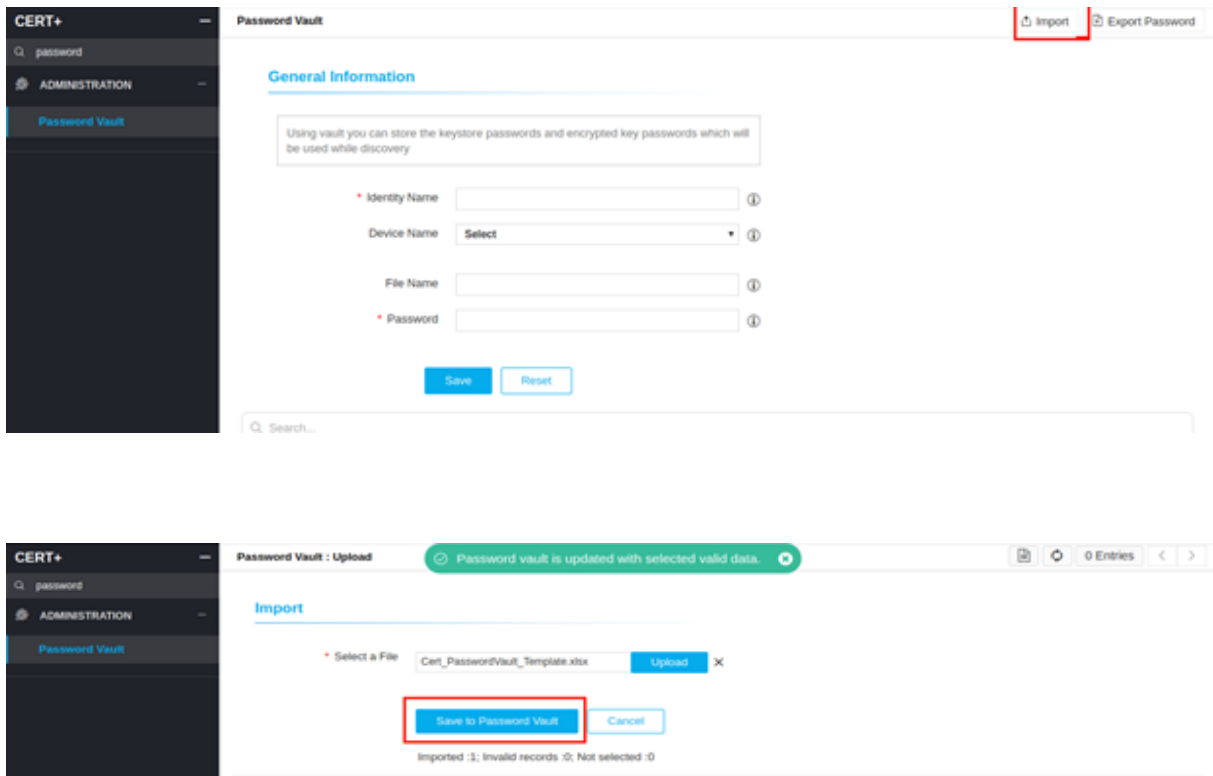 CERT+
Password Vault
Import
Export Password
password
General Information
ADMINISTRATION
Password Vault
Using vault you can store the keystore passwords and encrypted key passwords which will
be used while discovery
* Identity Name
Device Name
Select
File Name
* Password
Save
Reset
Search...
CERT+
Password Vault : Upload
Password vault is updated with selected valid data.
0 Entries
password
Import
ADMINISTRATION
Password Vault
* Select a File
Cert_PasswordVault_Template.xlsx
Upload
Save to Password Vault
Cancel
Imported :1; Invalid records :0; Not selected :0